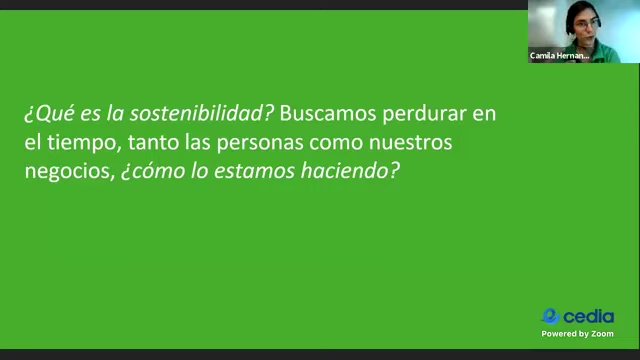 Camila Hernan...
¿Qué es la sostenibilidad? Buscamos perdurar en
el tiempo, tanto las personas como nuestros
negocios, ¿cómo lo estamos haciendo?
cedia
Powered by Zoom